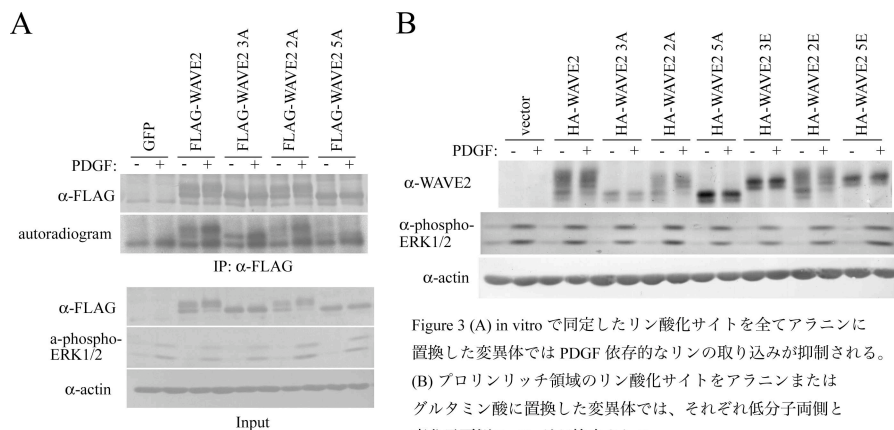 A
GFP
FLAG-WAVE2
FLAG-WAVE2 3A
FLAG-WAVE2 2A
FLAG-WAVE2 5A
PDGF: - + - + - + - + - +
α-FLAG
autoradiogram
IP: α-FLAG
α-FLAG
a-phospho-
ERK1/2
α-actin
Input
B
vector
HA-WAVE2
HA-WAVE2 3A
HA-WAVE2 2A
HA-WAVE2 5A
HA-WAVE2 3E
HA-WAVE2 2E
HA-WAVE2 5E
PDGF: - + - + - + - + - + - + - + - +
α-WAVE2
α-phospho-
ERK1/2
α-actin
Figure 3 (A) in vitro で同定したリン酸化サイトを全てアラニンに
置換した変異体では PDGF 依存的なリンの取り込みが抑制される。
(B) プロリンリッチ領域のリン酸化サイトをアラニンまたは
グルタミン酸に置換した変異体では、それぞれ低分子両側と